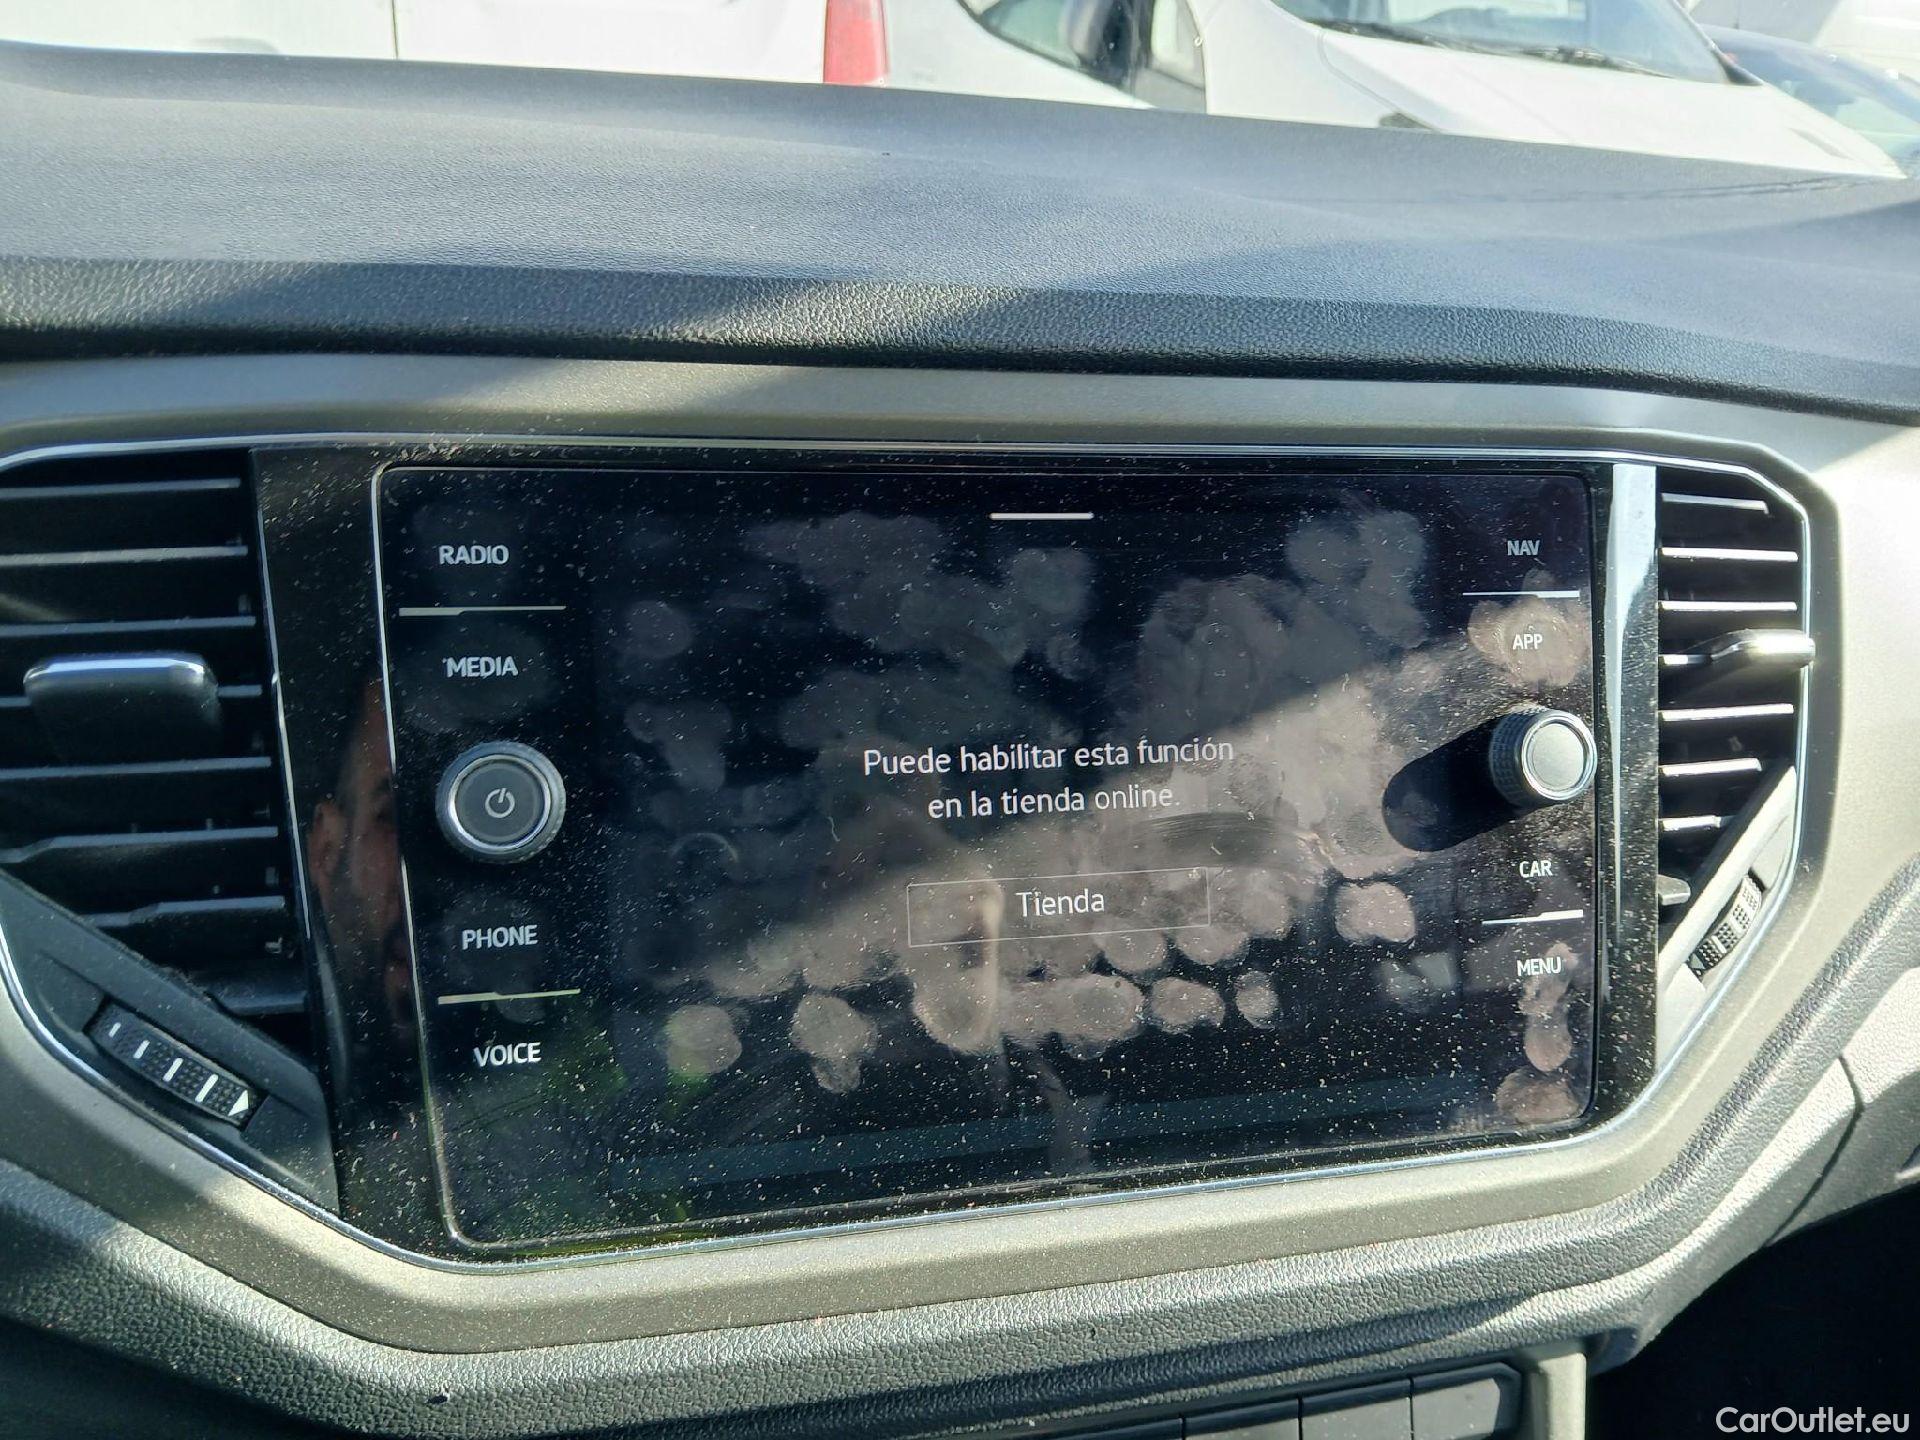 RADIO
NAV
MEDIA
APP
Puede habilitar esta función
en la tienda online.
CAR
Tienda
PHONE
MENU
VOICE
CarOutlet.eu